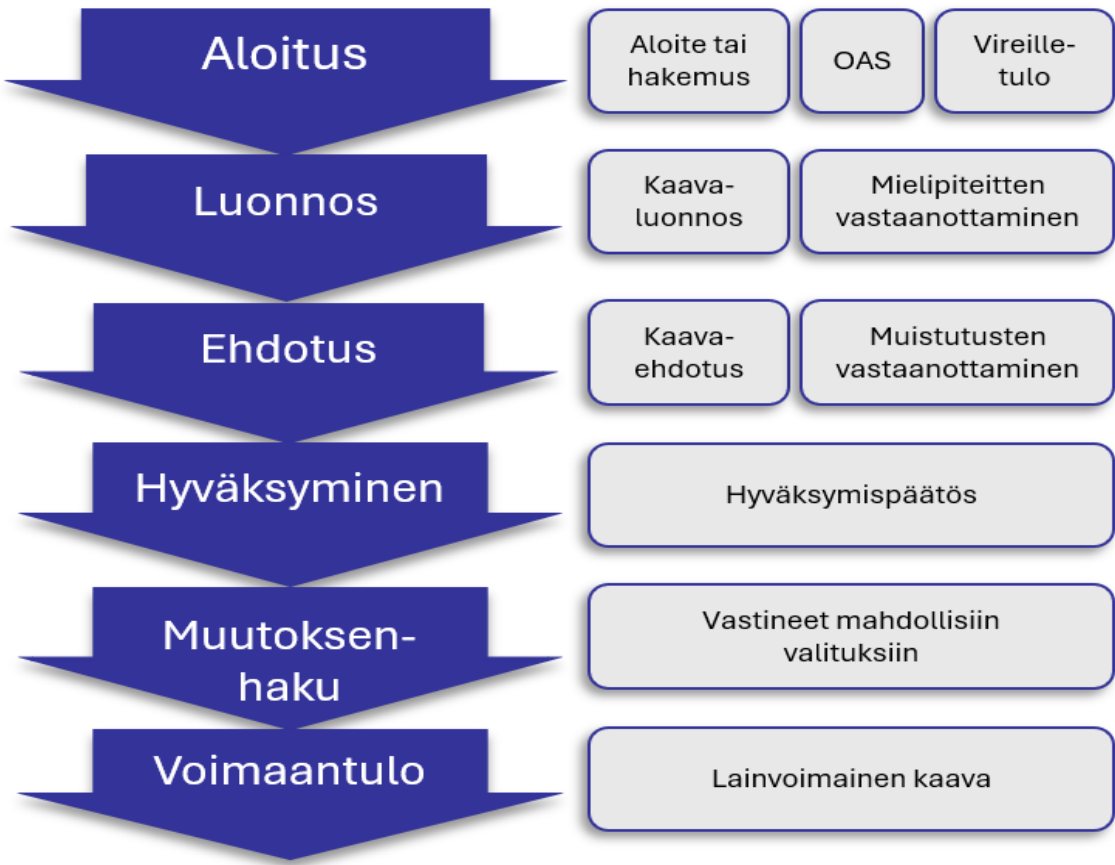 Aloitus
Aloite tai
hakemus
OAS
Vireille-
tulo
Luonnos
Kaava-
luonnos
Mielipiteitten
vastaanottaminen
Ehdotus
Kaava-
ehdotus
Muistutusten
vastaanottaminen
Hyväksyminen
Hyväksymispäätös
Muutoksen-
haku
Vastineet mahdollisiin
valituksiin
Voimaantulo
Lainvoimainen kaava